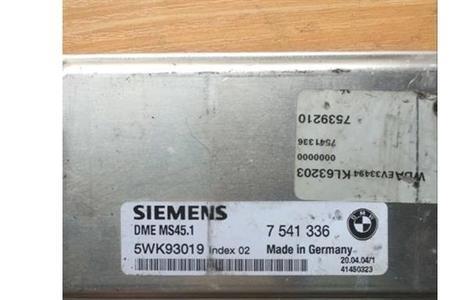 7539210
7541336
0000000
WDAEV33494 KL63203
SIEMENS
DME MS45.1 7 541 336
5WK93019 Index 02 Made in Germany
20.04.04/1
41450323